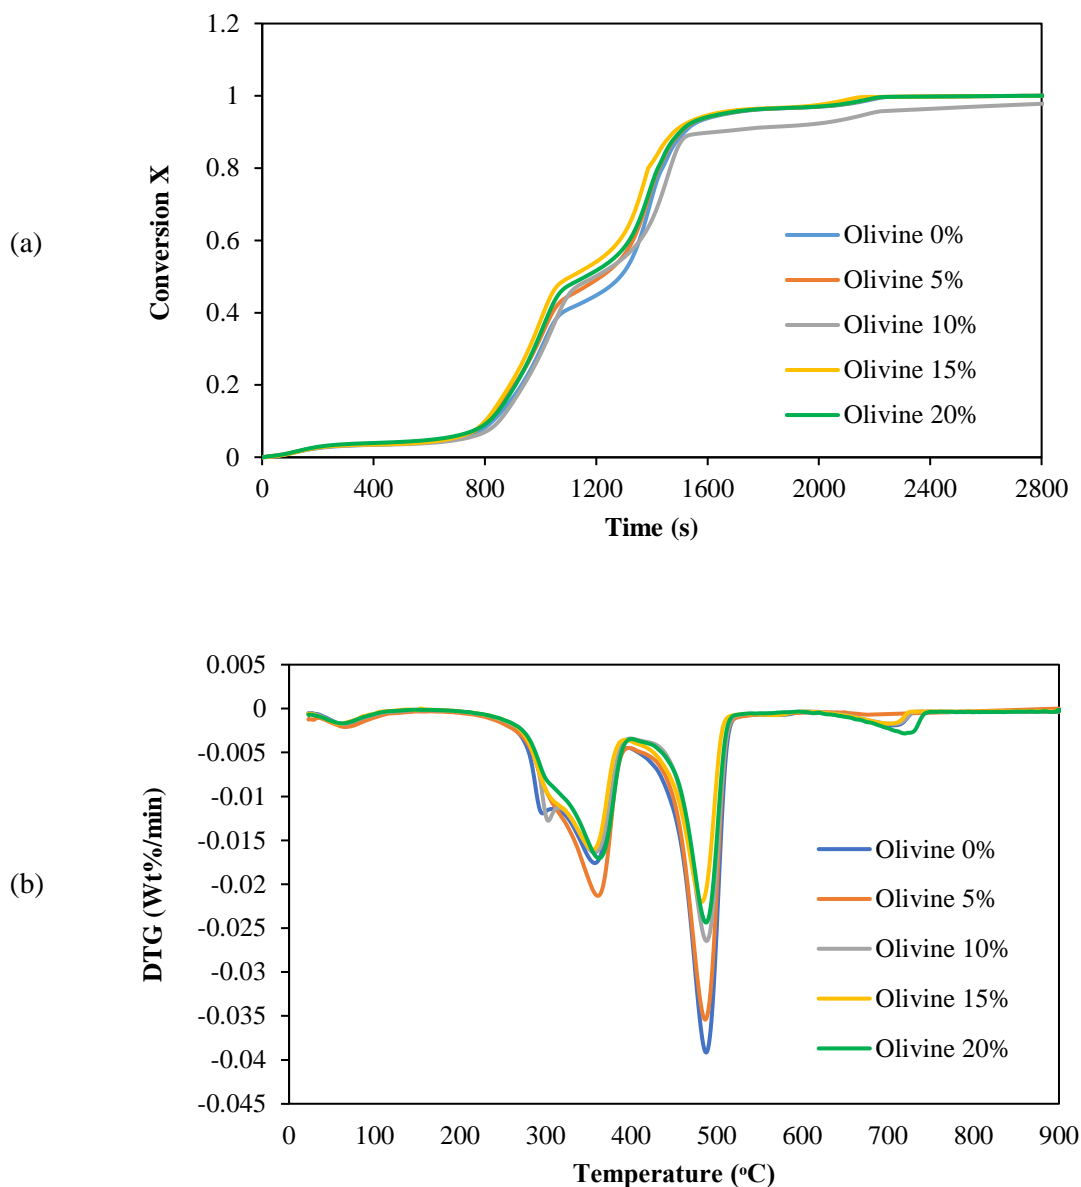 (a)
Conversion X
1.2
1
0.8
0.6
0.4
0.2
0
0 400 800 1200 1600 2000 2400 2800
Time (s)
Olivine 0%
Olivine 5%
Olivine 10%
Olivine 15%
Olivine 20%
(b)
DTG (Wt%/min)
0.005
0
-0.005
-0.01
-0.015
-0.02
-0.025
-0.03
-0.035
-0.04
-0.045
0 100 200 300 400 500 600 700 800 900
Temperature (ºC)
Olivine 0%
Olivine 5%
Olivine 10%
Olivine 15%
Olivine 20%